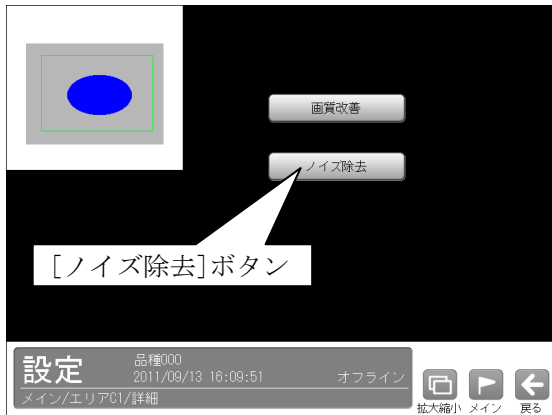 画質改善
ノイズ除去
[ノイズ除去]ボタン
設定
品種000
2011/09/13 16:09:51
オフライン
メイン/エリアC1/詳細
拡大縮小
メイン
戻る